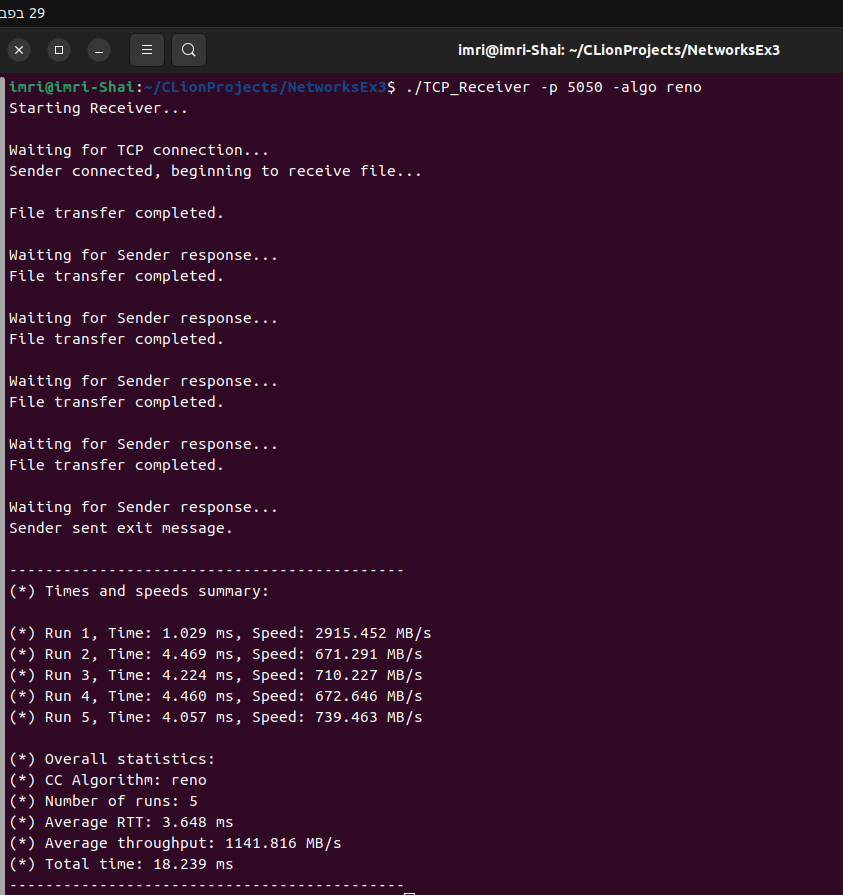 29 בפב
imri@imri-Shai: ~/CLionProjects/NetworksEx3
imri@imri-Shai:~/CLionProjects/NetworksEx3$ ./TCP_Receiver -p 5050 -algo reno
Starting Receiver...
Waiting for TCP connection...
Sender connected, beginning to receive file...
File transfer completed.
Waiting for Sender response...
File transfer completed.
Waiting for Sender response...
File transfer completed.
Waiting for Sender response...
File transfer completed.
Waiting for Sender response...
File transfer completed.
Waiting for Sender response...
Sender sent exit message.
--------------------------------------------
(*) Times and speeds summary:
(*) Run 1, Time: 1.029 ms, Speed: 2915.452 MB/s
(*) Run 2, Time: 4.469 ms, Speed: 671.291 MB/s
(*) Run 3, Time: 4.224 ms, Speed: 710.227 MB/s
(*) Run 4, Time: 4.460 ms, Speed: 672.646 MB/s
(*) Run 5, Time: 4.057 ms, Speed: 739.463 MB/s
(*) Overall statistics:
(*) CC Algorithm: reno
(*) Number of runs: 5
(*) Average RTT: 3.648 ms
(*) Average throughput: 1141.816 MB/s
(*) Total time: 18.239 ms
--------------------------------------------